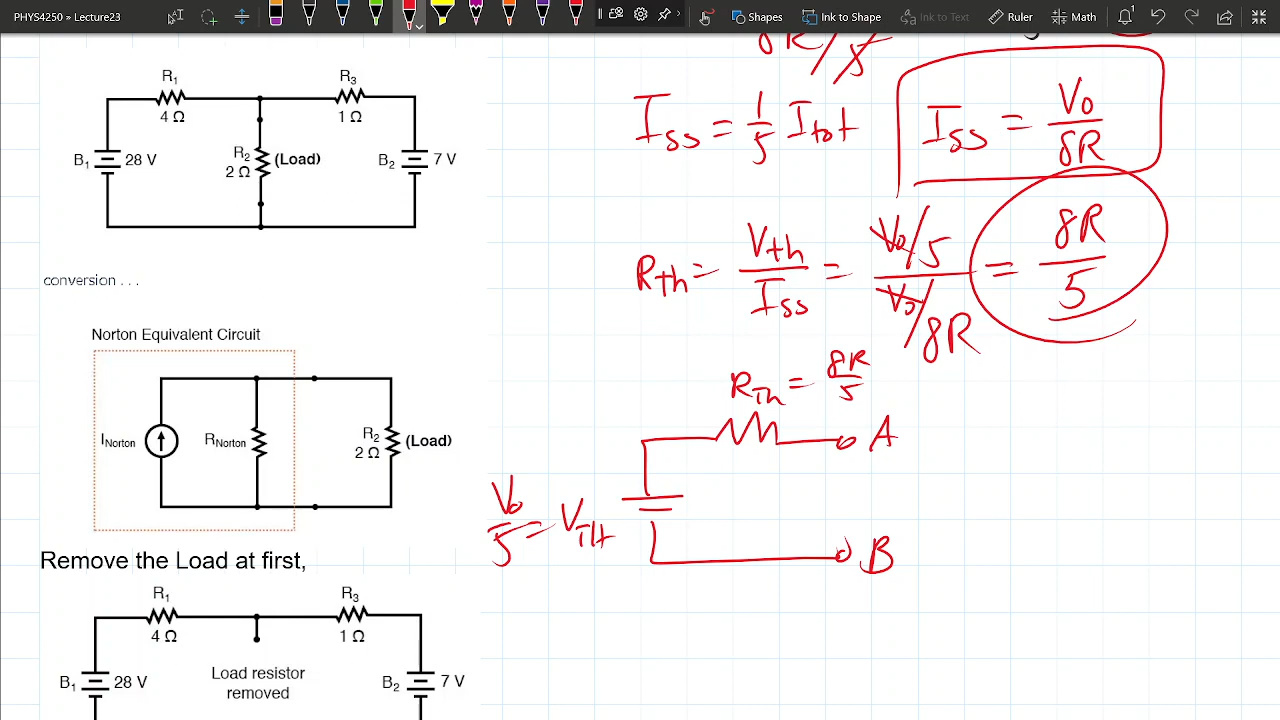 PHYS4250 » Lecture23
Shapes
Ink to Shape
Ink to Text
Ruler
Math
R1
4 Ω
R3
1 Ω
B1
28 V
R2
2 Ω
(Load)
B2
7 V
conversion . . .
Norton Equivalent Circuit
INorton
RNorton
R2
2 Ω
(Load)
Remove the Load at first,
R1
4 Ω
R3
1 Ω
B1
28 V
Load resistor
removed
B2
7 V
Iss = 1/5 Itot
Iss = V0/8R
Rth = Vth/Iss = V0/5 / V0/8R = 8R/5
RTh = 8R/5
A
V0/5 = VTH
B